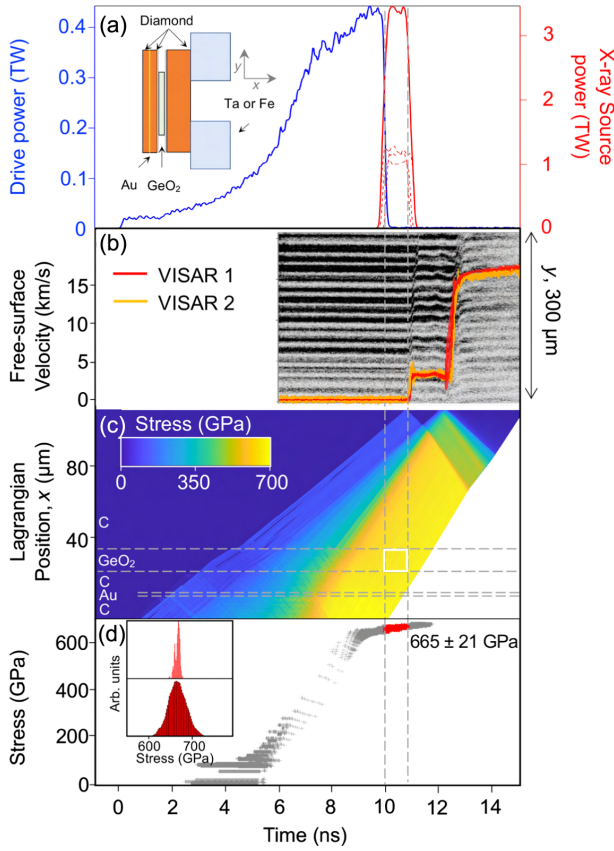 (a)
Diamond
y
x
Ta or Fe
Au GeO₂
Drive power (TW)
0.4
0.3
0.2
0.1
0
X-ray Source
power (TW)
3
2
1
0
(b)
VISAR 1
VISAR 2
Free-surface
Velocity (km/s)
15
10
5
0
y, 300 μm
(c) Stress (GPa)
0 350 700
Lagrangian
Position, x (μm)
80
40
0
C
GeO₂
C
Au
C
(d)
Arb. units
600 700
Stress (GPa)
665 ± 21 GPa
Stress (GPa)
600
400
200
0
0 2 4 6 8 10 12 14
Time (ns)